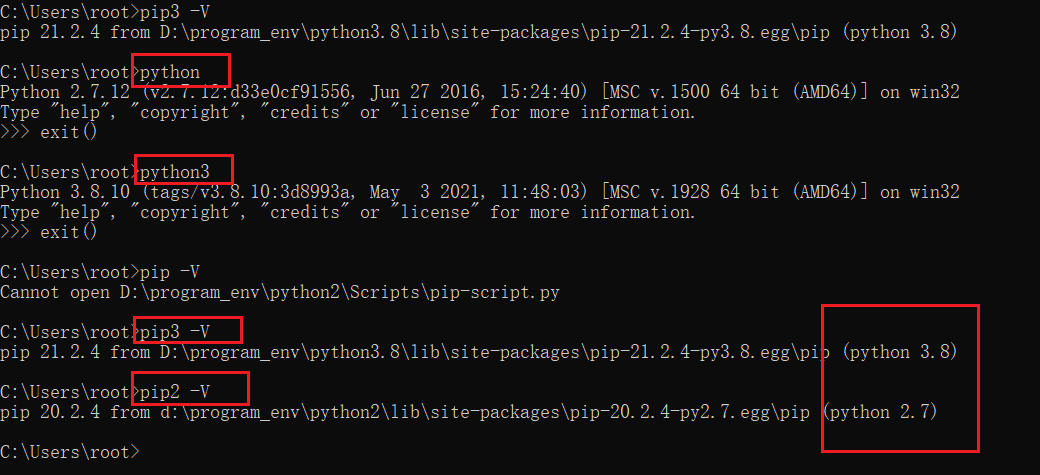 C:\Users\root>pip3 -V
pip 21.2.4 from D:\program_env\python3.8\lib\site-packages\pip-21.2.4-py3.8.egg\pip (python 3.8)
C:\Users\root>python
Python 2.7.12 (v2.7.12:d33e0cf91556, Jun 27 2016, 15:24:40) [MSC v.1500 64 bit (AMD64)] on win32
Type "help", "copyright", "credits" or "license" for more information.
>>> exit()
C:\Users\root>python3
Python 3.8.10 (tags/v3.8.10:3d8993a, May  3 2021, 11:48:03) [MSC v.1928 64 bit (AMD64)] on win32
Type "help", "copyright", "credits" or "license" for more information.
>>> exit()
C:\Users\root>pip -V
Cannot open D:\program_env\python2\Scripts\pip-script.py
C:\Users\root>pip3 -V
pip 21.2.4 from D:\program_env\python3.8\lib\site-packages\pip-21.2.4-py3.8.egg\pip (python 3.8)
C:\Users\root>pip2 -V
pip 20.2.4 from d:\program_env\python2\lib\site-packages\pip-20.2.4-py2.7.egg\pip (python 2.7)
C:\Users\root>